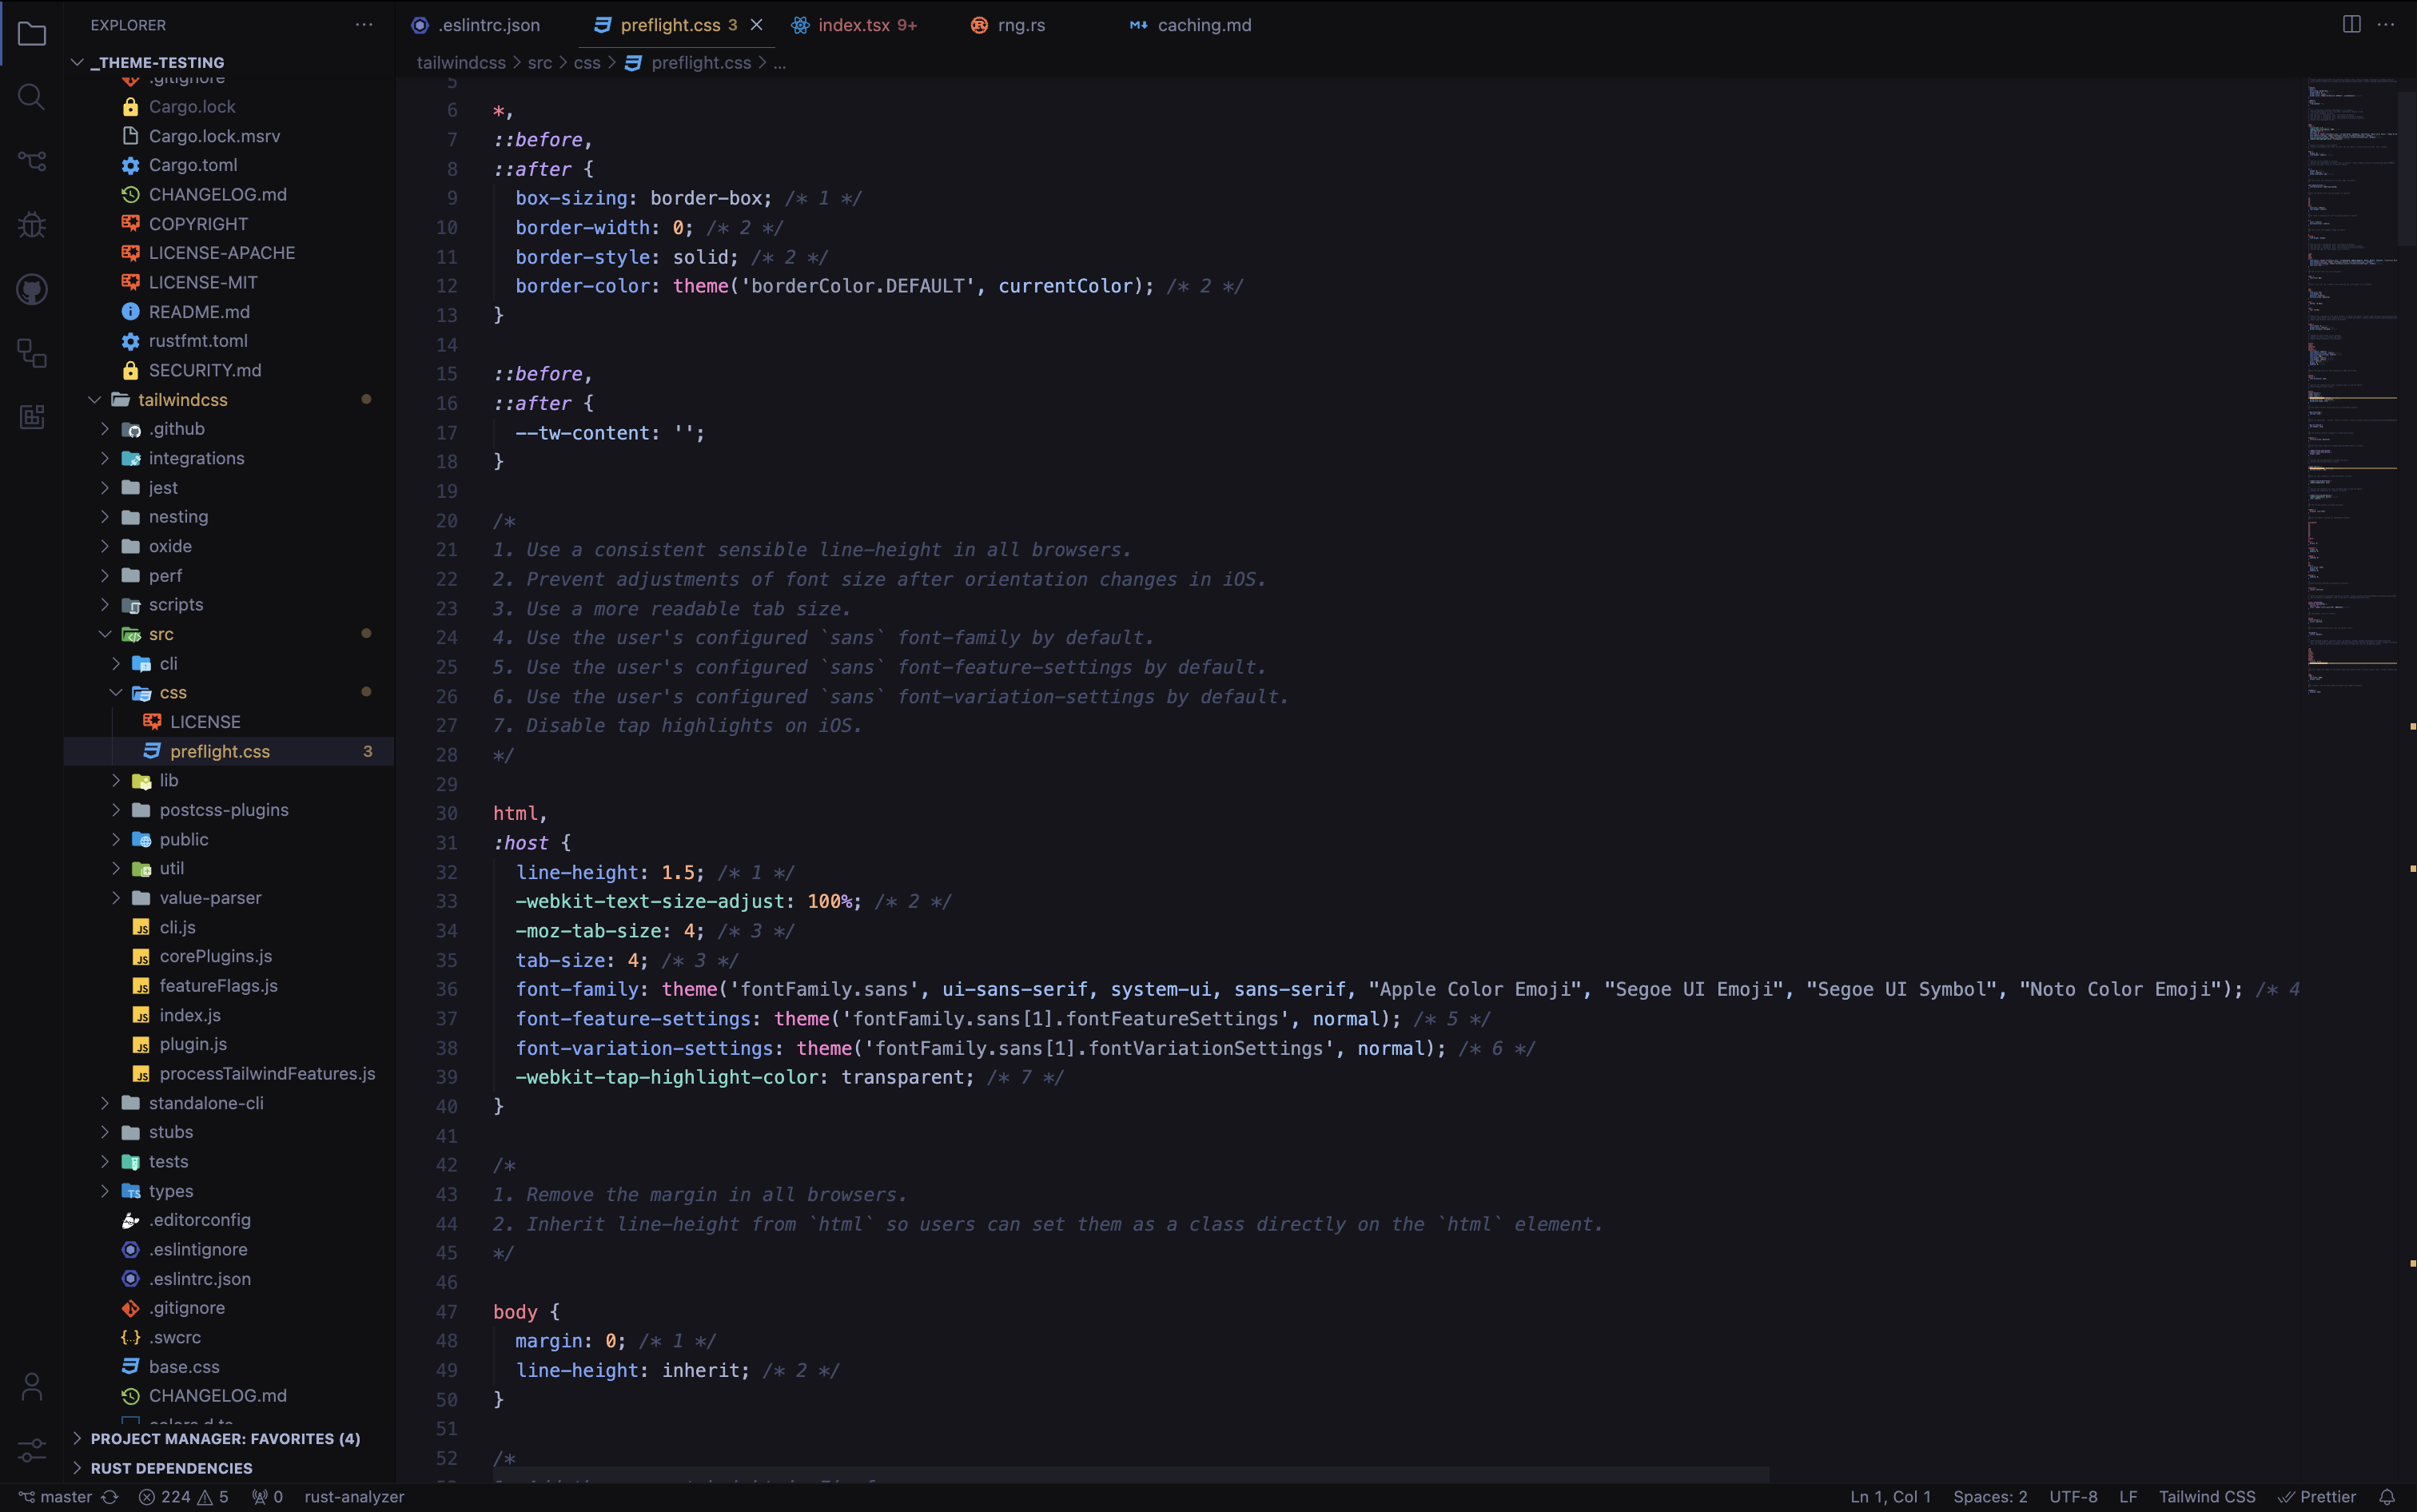 EXPLORER
_THEME-TESTING
.gitignore
Cargo.lock
Cargo.lock.msrv
Cargo.toml
CHANGELOG.md
COPYRIGHT
LICENSE-APACHE
LICENSE-MIT
README.md
rustfmt.toml
SECURITY.md
tailwindcss
.github
integrations
jest
nesting
oxide
perf
scripts
src
cli
css
LICENSE
preflight.css 3
lib
postcss-plugins
public
util
value-parser
cli.js
corePlugins.js
featureFlags.js
index.js
plugin.js
processTailwindFeatures.js
standalone-cli
stubs
tests
types
.editorconfig
.eslintignore
.eslintrc.json
.gitignore
.swcrc
base.css
CHANGELOG.md
PROJECT MANAGER: FAVORITES (4)
RUST DEPENDENCIES
.eslintrc.json preflight.css 3 index.tsx 9+ rng.rs caching.md
tailwindcss > src > css > preflight.css > ...
5
6 *,
7 ::before,
8 ::after {
9 box-sizing: border-box; /* 1 */
10 border-width: 0; /* 2 */
11 border-style: solid; /* 2 */
12 border-color: theme('borderColor.DEFAULT', currentColor); /* 2 */
13 }
14
15 ::before,
16 ::after {
17 --tw-content: '';
18 }
19
20 /*
21 1. Use a consistent sensible line-height in all browsers.
22 2. Prevent adjustments of font size after orientation changes in iOS.
23 3. Use a more readable tab size.
24 4. Use the user's configured `sans` font-family by default.
25 5. Use the user's configured `sans` font-feature-settings by default.
26 6. Use the user's configured `sans` font-variation-settings by default.
27 7. Disable tap highlights on iOS.
28 */
29
30 html,
31 :host {
32 line-height: 1.5; /* 1 */
33 -webkit-text-size-adjust: 100%; /* 2 */
34 -moz-tab-size: 4; /* 3 */
35 tab-size: 4; /* 3 */
36 font-family: theme('fontFamily.sans', ui-sans-serif, system-ui, sans-serif, "Apple Color Emoji", "Segoe UI Emoji", "Segoe UI Symbol", "Noto Color Emoji"); /* 4
37 font-feature-settings: theme('fontFamily.sans[1].fontFeatureSettings', normal); /* 5 */
38 font-variation-settings: theme('fontFamily.sans[1].fontVariationSettings', normal); /* 6 */
39 -webkit-tap-highlight-color: transparent; /* 7 */
40 }
41
42 /*
43 1. Remove the margin in all browsers.
44 2. Inherit line-height from `html` so users can set them as a class directly on the `html` element.
45 */
46
47 body {
48 margin: 0; /* 1 */
49 line-height: inherit; /* 2 */
50 }
51
52 /*
master 224 5 0 rust-analyzer
Ln 1, Col 1 Spaces: 2 UTF-8 LF Tailwind CSS Prettier